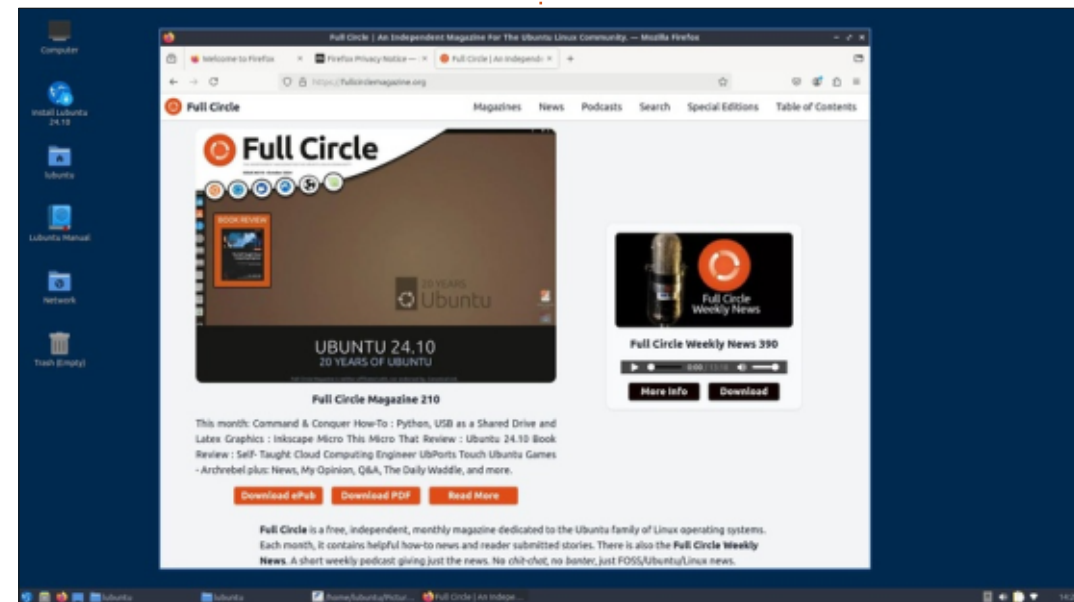 Computer
Install Lubuntu
24.10
lubuntu
Lubuntu Manual
Network
Trash (Empty)
Full Circle | An Independent Magazine For The Ubuntu Linux Community. — Mozilla Firefox
Welcome to Firefox
Firefox Privacy Notice —
Full Circle | An Independ
https://fullcirclemagazine.org
Full Circle
Magazines News Podcasts Search Special Editions Table of Contents
Full Circle
BOOK REVIEW
20 YEARS
Ubuntu
UBUNTU 24.10
20 YEARS OF UBUNTU
Full Circle Magazine 210
This month: Command & Conquer How-To : Python, USB as a Shared Drive and
Latex Graphics : Inkscape Micro This Micro That Review : Ubuntu 24.10 Book
Review : Self- Taught Cloud Computing Engineer UbPorts Touch Ubuntu Games
- Archrebel plus: News, My Opinion, Q&A, The Daily Waddle, and more.
Download ePub Download PDF Read More
Full Circle
Weekly News
Full Circle Weekly News 390
0:00
More Info Download
Full Circle is a free, independent, monthly magazine dedicated to the Ubuntu family of Linux operating systems.
Each month, it contains helpful how-to news and reader submitted stories. There is also the Full Circle Weekly
News. A short weekly podcast giving just the news. No chit-chat, no banter, just FOSS/Ubuntu/Linux news.
lubuntu
lubuntu
/home/lubuntu/Pictur...
Full Circle | An Indepe...